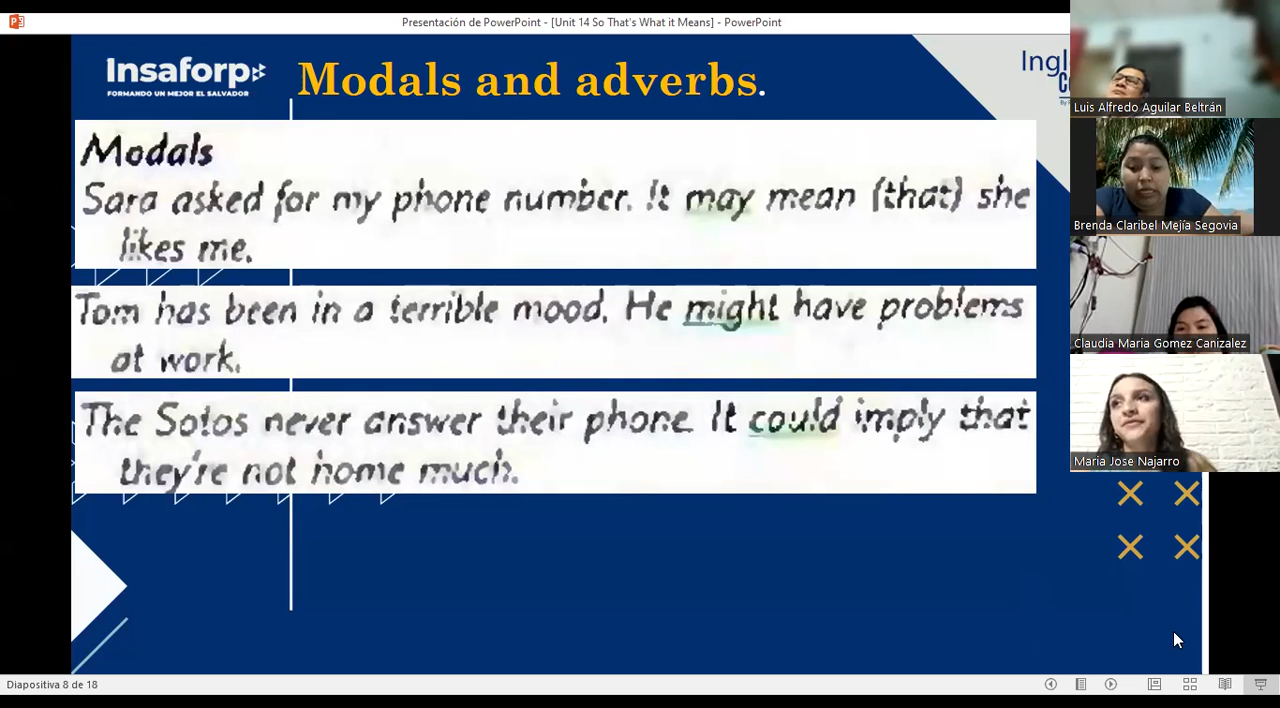 Presentación de PowerPoint - [Unit 14 So That's What it Means] - PowerPoint
Insaforp
FORMANDO UN MEJOR EL SALVADOR
Modals and adverbs.
Ingl
Modals
Sara asked for my phone number. It may mean (that) she
likes me.
Tom has been in a terrible mood. He might have problems
at work.
The Sotos never answer their phone. It could imply that
they're not home much.
Luis Alfredo Aguilar Beltrán
Brenda Claribel Mejía Segovia
Claudia Maria Gomez Canizalez
Maria Jose Najarro
Diapositiva 8 de 18